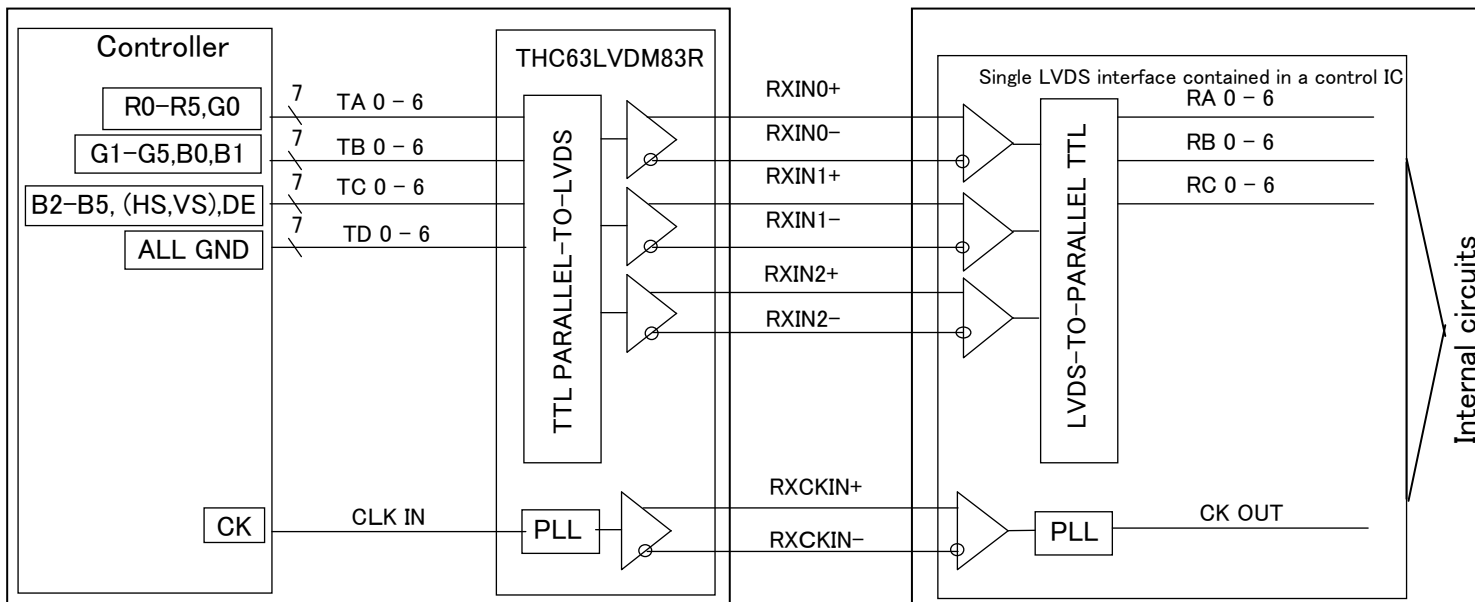 Controller
THC63LVDM83R
Single LVDS interface contained in a control IC
R0-R5,G0
7
TA 0 - 6
RXIN0+
RA 0 - 6
G1-G5,B0,B1
7
TB 0 - 6
RXIN0-
RB 0 - 6
B2-B5, (HS,VS),DE
7
TC 0 - 6
RXIN1+
RC 0 - 6
ALL GND
7
TD 0 - 6
RXIN1-
RXIN2+
RXIN2-
TTL PARALLEL-TO-LVDS
LVDS-TO-PARALLEL TTL
Internal circuits
CK
CLK IN
PLL
RXCKIN+
RXCKIN-
PLL
CK OUT